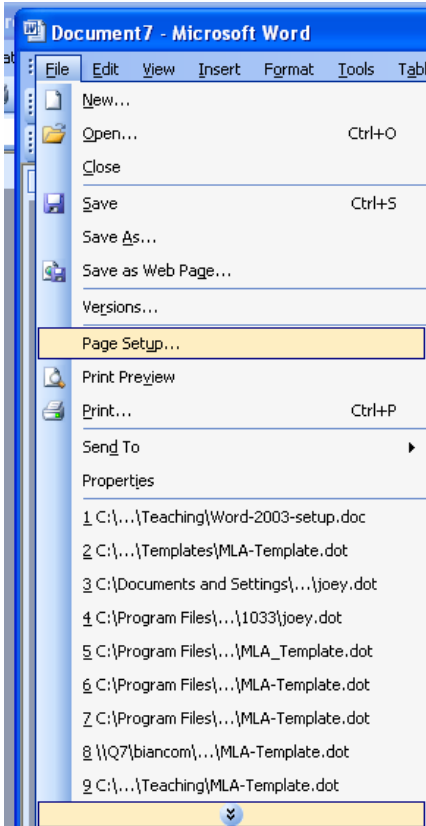 Document7 - Microsoft Word
File Edit View Insert Format Tools
New...
Open... Ctrl+O
Close
Save Ctrl+S
Save As...
Save as Web Page...
Versions...
Page Setup...
Print Preview
Print... Ctrl+P
Send To
Properties
1 C:\...\Teaching\Word-2003-setup.doc
2 C:\...\Templates\MLA-Template.dot
3 C:\Documents and Settings\...\joey.dot
4 C:\Program Files\...\1033\joey.dot
5 C:\Program Files\...\MLA_Template.dot
6 C:\Program Files\...\MLA-Template.dot
7 C:\Program Files\...\MLA-Template.dot
8 \\Q7\biancom\...\MLA-Template.dot
9 C:\...\Teaching\MLA-Template.dot